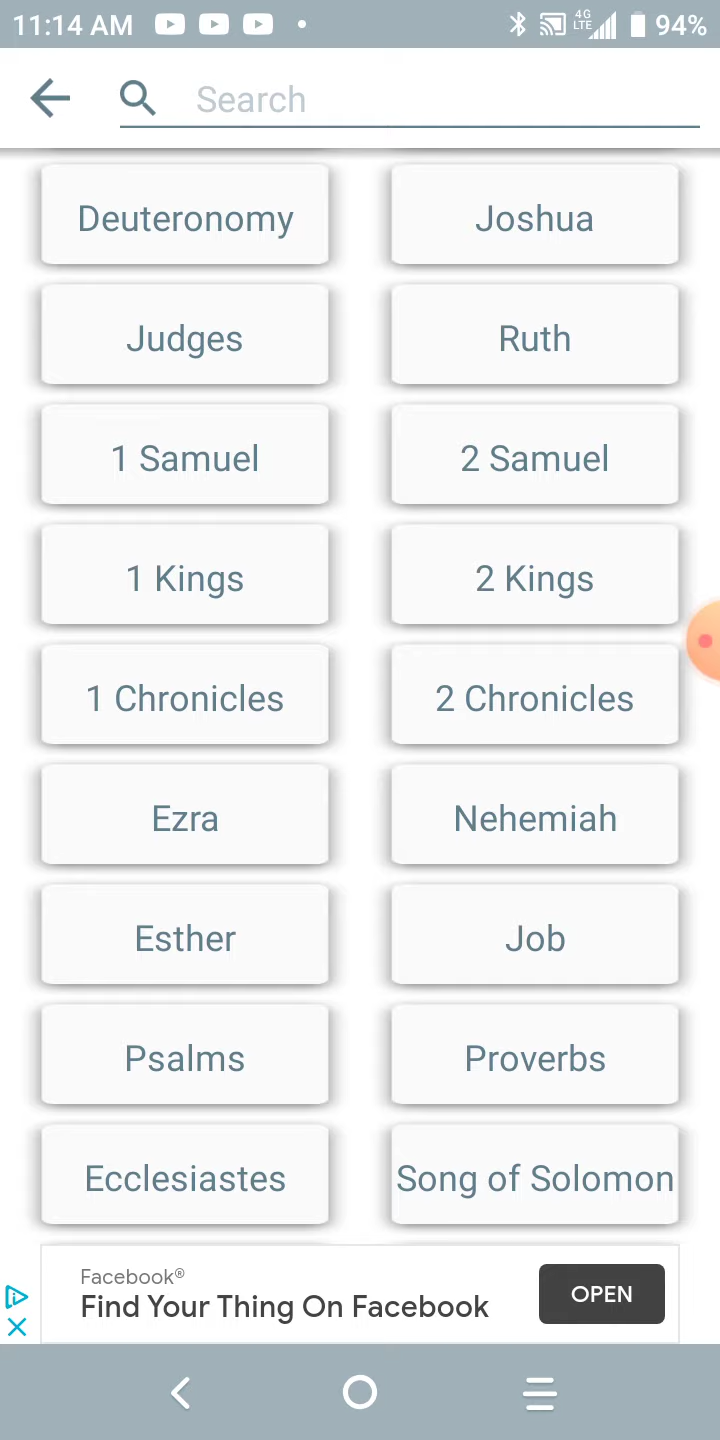 11:14 AM 4G LTE 94%
Search
Deuteronomy Joshua
Judges Ruth
1 Samuel 2 Samuel
1 Kings 2 Kings
1 Chronicles 2 Chronicles
Ezra Nehemiah
Esther Job
Psalms Proverbs
Ecclesiastes Song of Solomon
Facebook®
Find Your Thing On Facebook OPEN